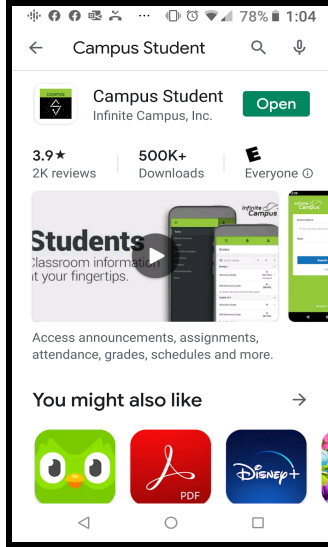 78% 1:04
Campus Student
CAMPUS
Campus Student
Infinite Campus, Inc.
Open
3.9★
2K reviews
500K+
Downloads
E
Everyone
Infinite
Campus
Students
Classroom information
at your fingertips.
Infinite
Campus
Access announcements, assignments,
attendance, grades, schedules and more.
You might also like
PDF
Disney+